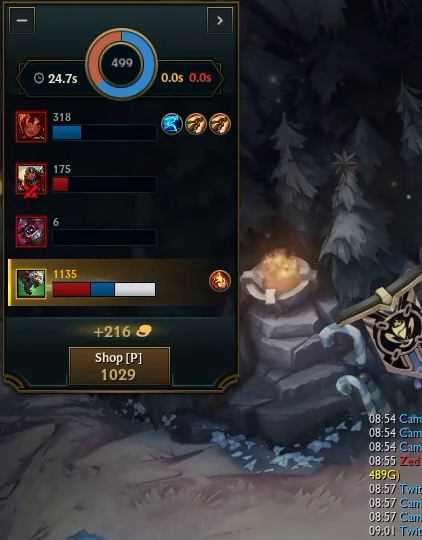 499
24.7s 0.0s 0.0s
318
175
6
1135
+216
Shop [P]
1029
08:54 Cam
08:54 Cam
08:54 Cam
08:55 Zed
489G)
08:57 Twic
08:57 Cam
08:57 Cam
09:01 Twic